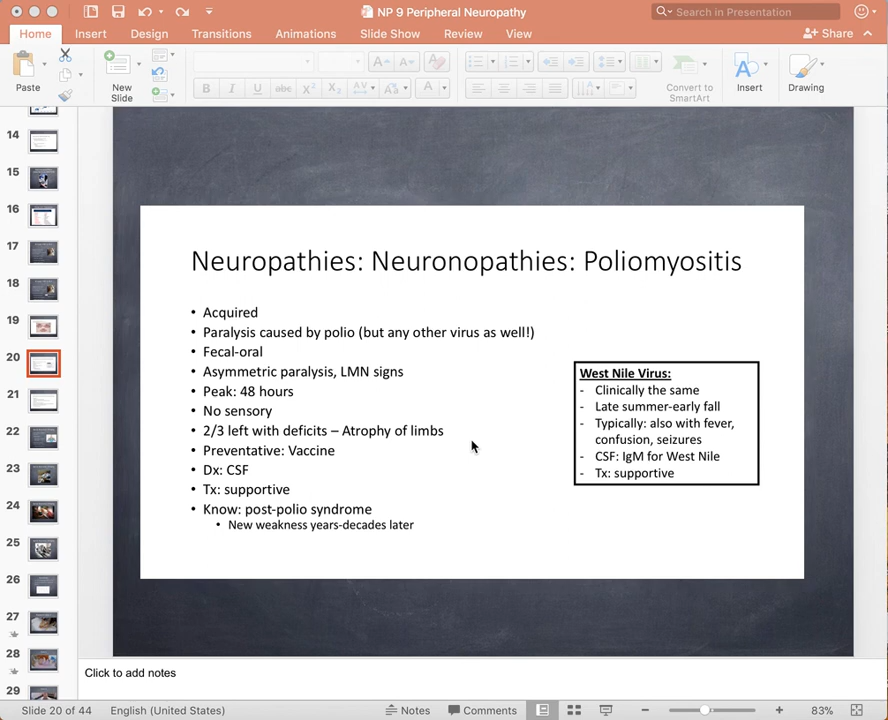 NP 9 Peripheral Neuropathy
Search in Presentation
Home Insert Design Transitions Animations Slide Show Review View
Share
Paste
New
Slide
Convert to
SmartArt
Insert
Drawing
14
15
16
17
18
19
20
21
22
23
24
25
26
27
28
29
Neuropathies: Neuronopathies: Poliomyositis
• Acquired
• Paralysis caused by polio (but any other virus as well!)
• Fecal-oral
• Asymmetric paralysis, LMN signs
• Peak: 48 hours
• No sensory
• 2/3 left with deficits – Atrophy of limbs
• Preventative: Vaccine
• Dx: CSF
• Tx: supportive
• Know: post-polio syndrome
• New weakness years-decades later
West Nile Virus:
- Clinically the same
- Late summer-early fall
- Typically: also with fever,
confusion, seizures
- CSF: IgM for West Nile
- Tx: supportive
Click to add notes
Slide 20 of 44 English (United States) Notes Comments 83%